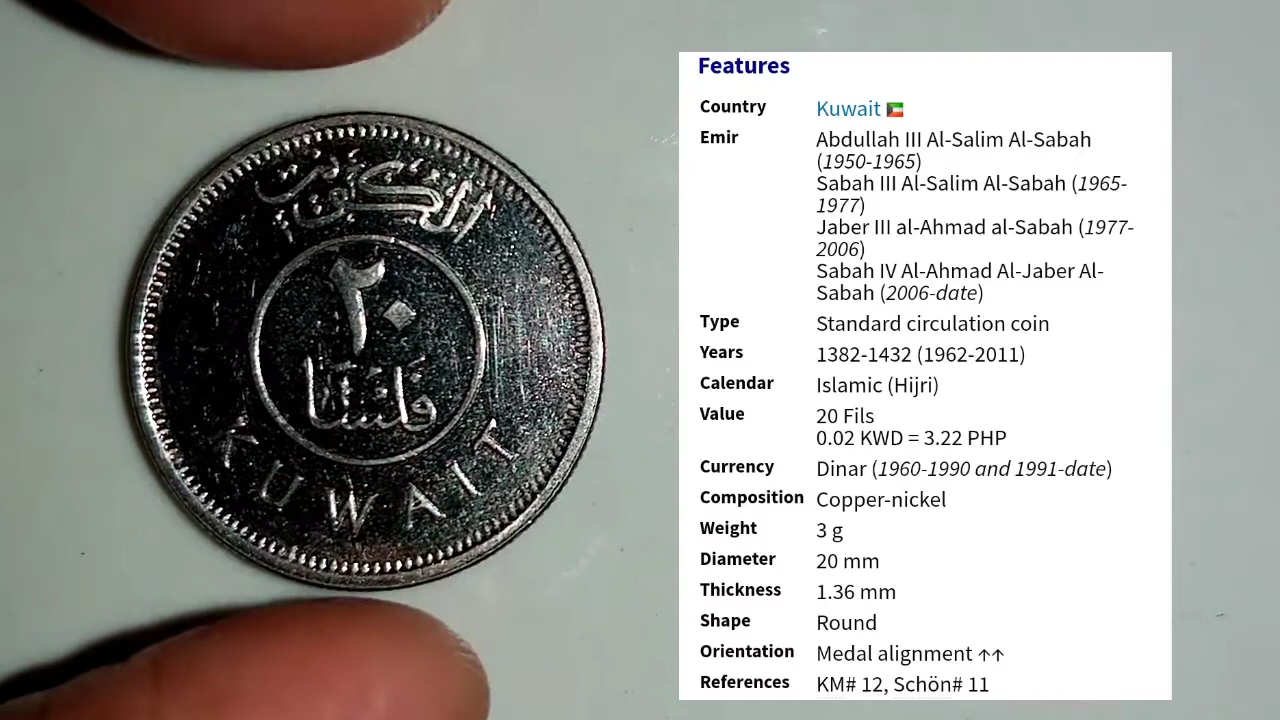 الكويت
٢٠
فلسا
KUWAIT
Features
Country Kuwait
Emir Abdullah III Al-Salim Al-Sabah
(1950-1965)
Sabah III Al-Salim Al-Sabah (1965-
1977)
Jaber III al-Ahmad al-Sabah (1977-
2006)
Sabah IV Al-Ahmad Al-Jaber Al-
Sabah (2006-date)
Type Standard circulation coin
Years 1382-1432 (1962-2011)
Calendar Islamic (Hijri)
Value 20 Fils
0.02 KWD = 3.22 PHP
Currency Dinar (1960-1990 and 1991-date)
Composition Copper-nickel
Weight 3 g
Diameter 20 mm
Thickness 1.36 mm
Shape Round
Orientation Medal alignment ↑↑
References KM# 12, Schön# 11